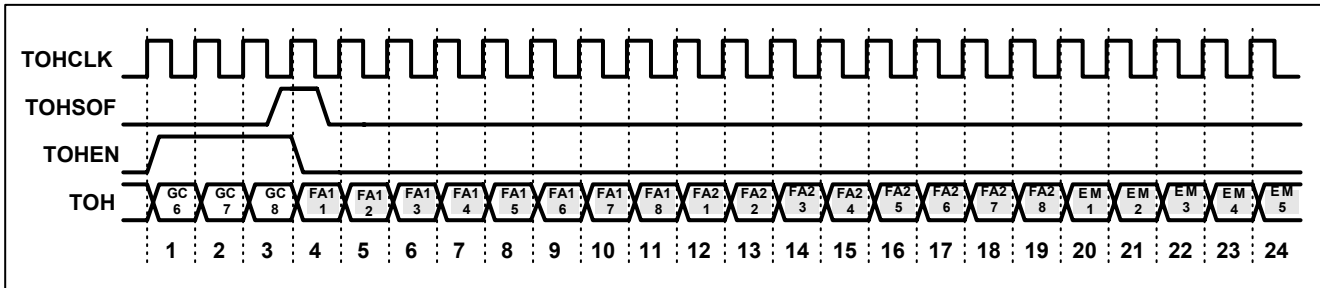 TOHCLK
TOHSOF
TOHEN
TOH GC 6 GC 7 GC 8 FA1 1 FA1 2 FA1 3 FA1 4 FA1 5 FA1 6 FA1 7 FA1 8 FA2 1 FA2 2 FA2 3 FA2 4 FA2 5 FA2 6 FA2 7 FA2 8 EM 1 EM 2 EM 3 EM 4 EM 5
1 2 3 4 5 6 7 8 9 10 11 12 13 14 15 16 17 18 19 20 21 22 23 24